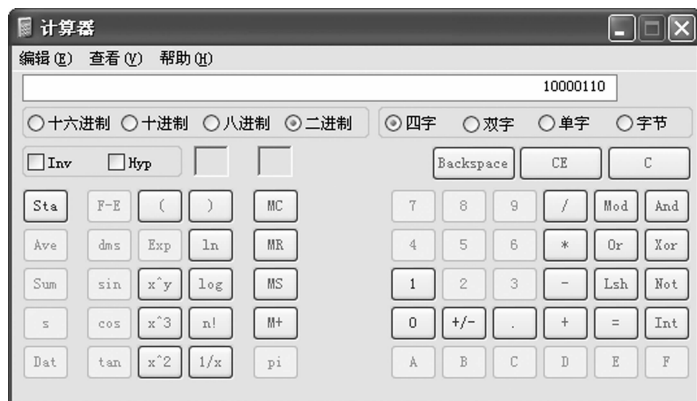 计算器
编辑(E) 查看(V) 帮助(H)
10000110
十六进制 十进制 八进制 二进制 四字 双字 单字 字节
Inv Hyp Backspace CE C
Sta F-E ( ) MC 7 8 9 / Mod And
Ave dms Exp ln MR 4 5 6 * Or Xor
Sum sin x^y log MS 1 2 3 - Lsh Not
s cos x^3 n! M+ 0 +/- . + = Int
Dat tan x^2 1/x pi A B C D E F